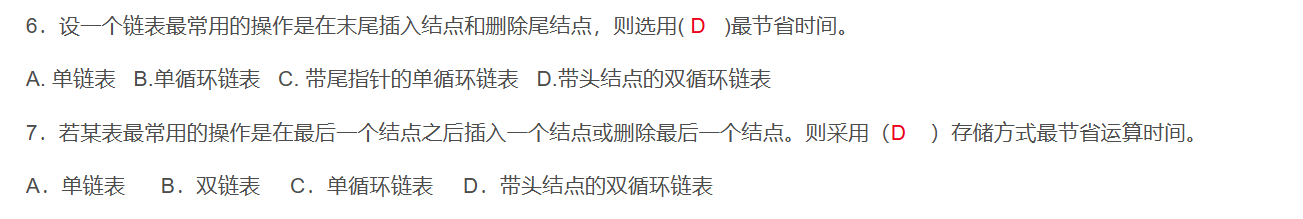 6．设一个链表最常用的操作是在末尾插入结点和删除尾结点，则选用( D )最节省时间。
A. 单链表 B.单循环链表 C. 带尾指针的单循环链表 D.带头结点的双循环链表
7．若某表最常用的操作是在最后一个结点之后插入一个结点或删除最后一个结点。则采用（D ）存储方式最节省运算时间。
A．单链表 B．双链表 C．单循环链表 D．带头结点的双循环链表